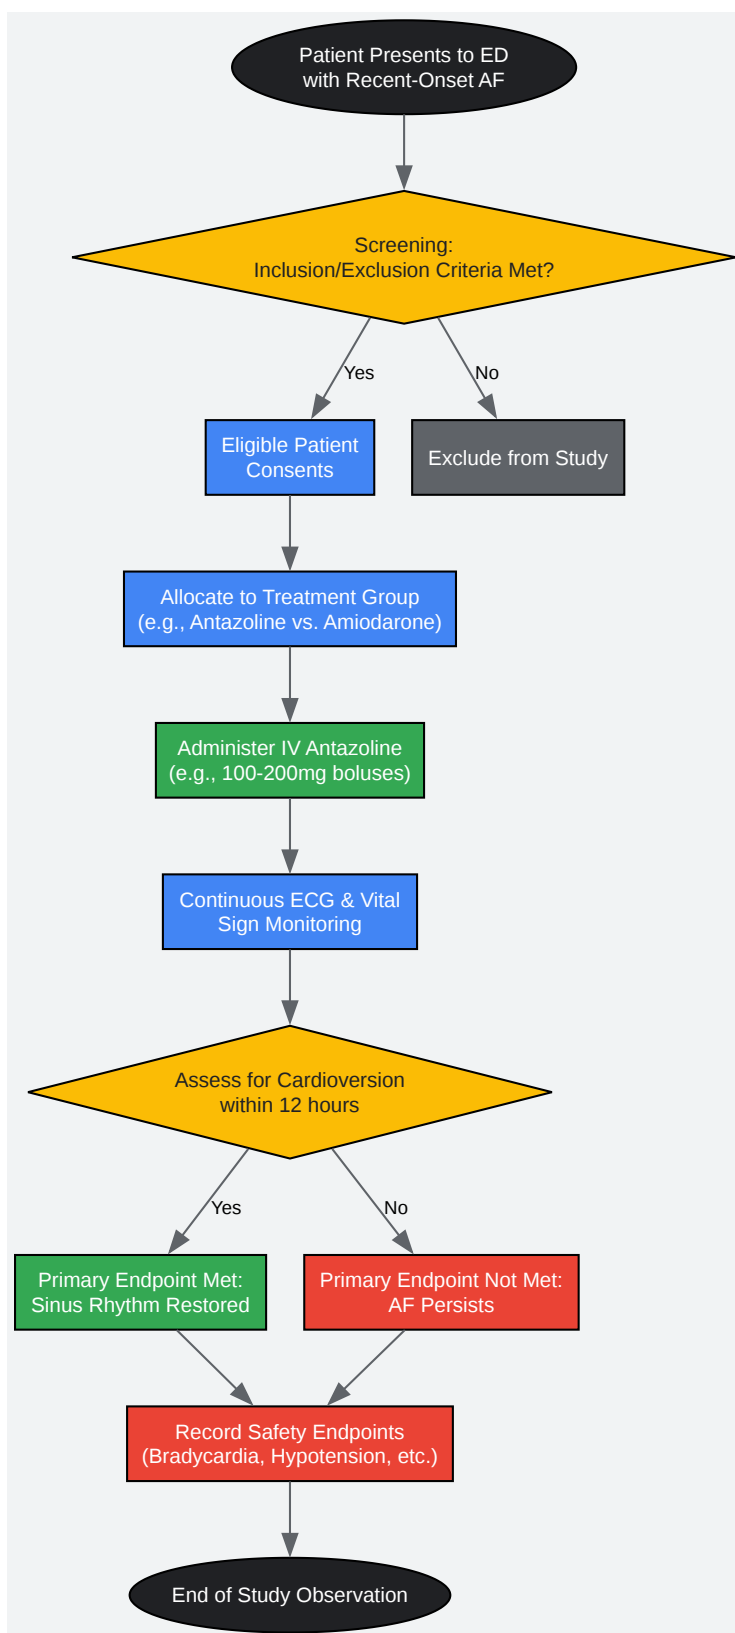 Patient Presents to ED
with Recent-Onset AF
Screening:
Inclusion/Exclusion Criteria Met?
Yes
No
Eligible Patient
Consents
Exclude from Study
Allocate to Treatment Group
(e.g., Antazoline vs. Amiodarone)
Administer IV Antazoline
(e.g., 100-200mg boluses)
Continuous ECG & Vital
Sign Monitoring
Assess for Cardioversion
within 12 hours
Yes
No
Primary Endpoint Met:
Sinus Rhythm Restored
Primary Endpoint Not Met:
AF Persists
Record Safety Endpoints
(Bradycardia, Hypotension, etc.)
End of Study Observation